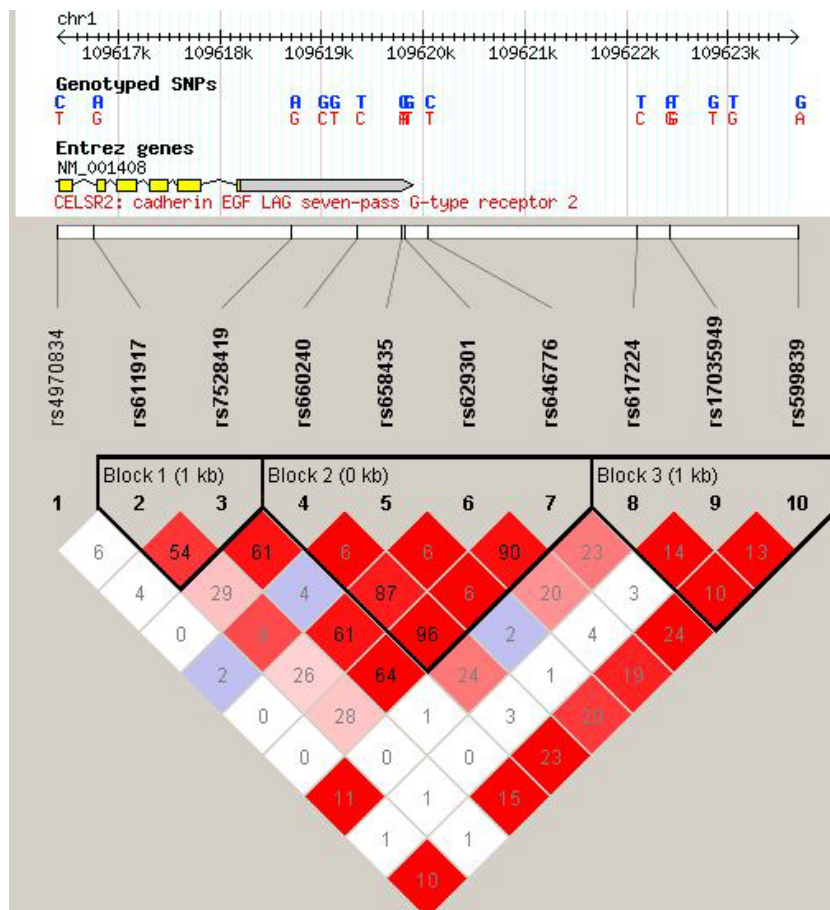 chr1
109617k 109618k 109619k 109620k 109621k 109622k 109623k
Genotyped SNPs
C A A G G T G C T A G T G
T G G C T C T T C G T G A
Entrez genes
NM_001408
CELSR2: cadherin EGF LAG seven-pass G-type receptor 2
rs4970834 rs611917 rs7528419 rs660240 rs658435 rs629301 rs646776 rs617224 rs17035949 rs599839
Block 1 (1 kb) Block 2 (0 kb) Block 3 (1 kb)
1 2 3 4 5 6 7 8 9 10
6 54 61 6 6 90 23 14 13
4 29 4 87 6 20 3 10
0 61 96 2 4 24
2 26 64 24 1 19
0 28 1 3 20
0 0 0 23
11 1 15
1 1
10